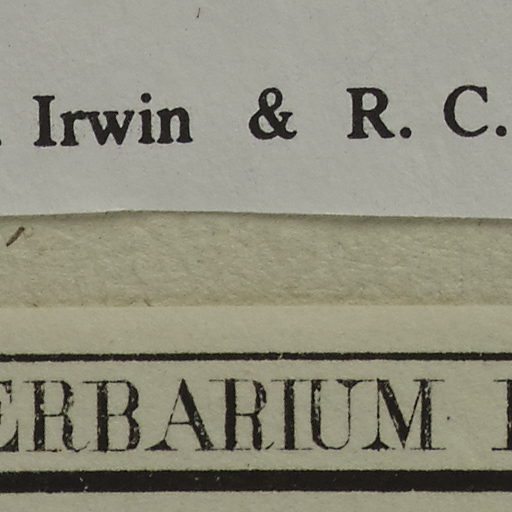 . Irwin & R. C.
ERBARIUM